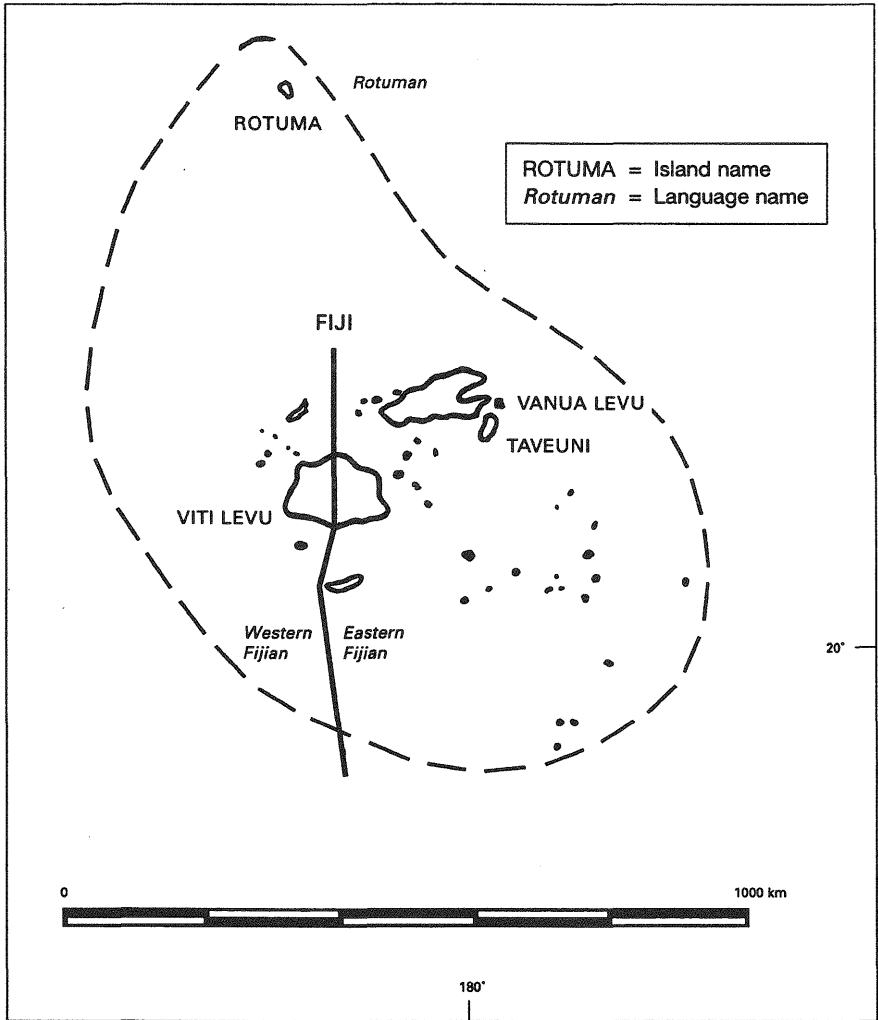 Rotuman
ROTUMA
ROTUMA = Island name
Rotuman = Language name
FIJI
VANUA LEVU
TAVEUNI
VITI LEVU
Western
Fijian
Eastern
Fijian
20°
0
1000 km
180°